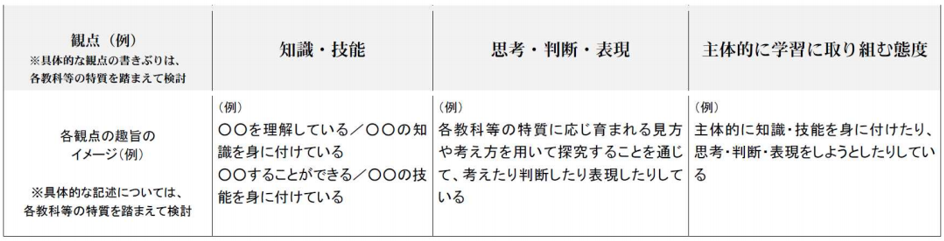 観点（例）
※具体的な観点の書きぶりは、
各教科等の特質を踏まえて検討
知識・技能
思考・判断・表現
主体的に学習に取り組む態度
各観点の趣旨の
イメージ（例）
※具体的な記述については、
各教科等の特質を踏まえて検討
（例）
〇〇を理解している／〇〇の知
識を身に付けている
〇〇することができる／〇〇の技
能を身に付けている
（例）
各教科等の特質に応じ育まれる見方
や考え方を用いて探究することを通じ
て、考えたり判断したり表現したりして
いる
（例）
主体的に知識・技能を身に付けたり、
思考・判断・表現をしようとしたりしてい
る